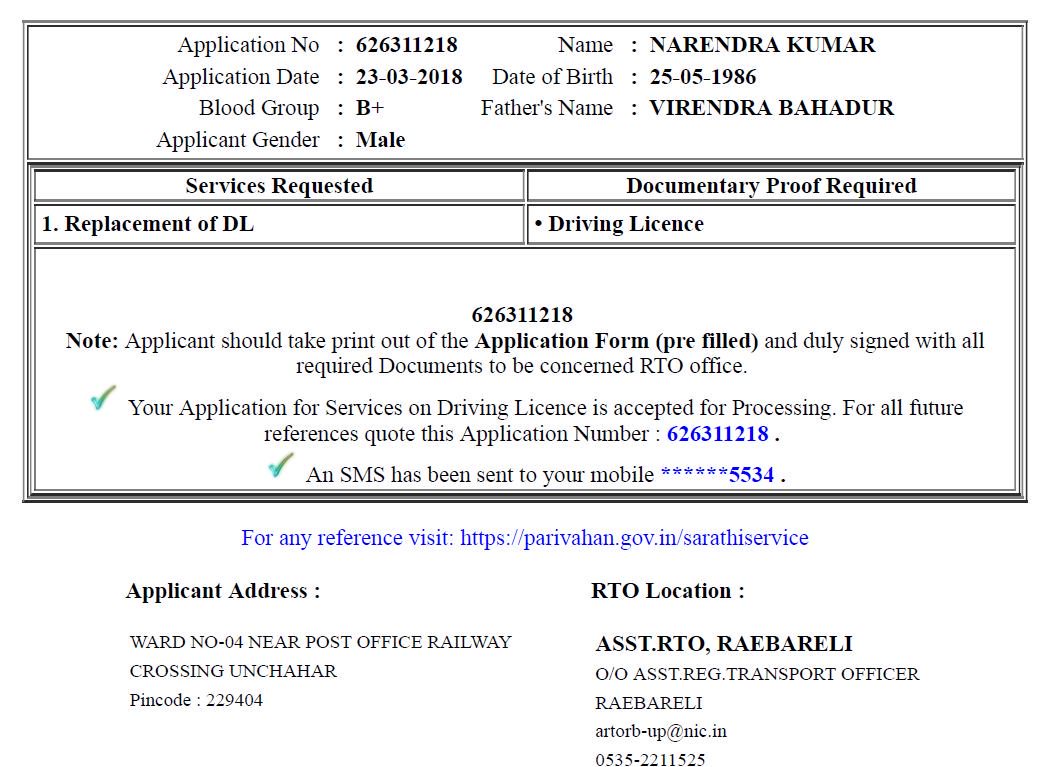 Application No : 626311218 Name : NARENDRA KUMAR
Application Date : 23-03-2018 Date of Birth : 25-05-1986
Blood Group : B+ Father's Name : VIRENDRA BAHADUR
Applicant Gender : Male
Services Requested Documentary Proof Required
1. Replacement of DL • Driving Licence
626311218
Note: Applicant should take print out of the Application Form (pre filled) and duly signed with all
required Documents to be concerned RTO office.
Your Application for Services on Driving Licence is accepted for Processing. For all future
references quote this Application Number : 626311218 .
An SMS has been sent to your mobile ******5534 .
For any reference visit: https://parivahan.gov.in/sarathiservice
Applicant Address :
WARD NO-04 NEAR POST OFFICE RAILWAY
CROSSING UNCHAHAR
Pincode : 229404
RTO Location :
ASST.RTO, RAEBARELI
O/O ASST.REG.TRANSPORT OFFICER
RAEBARELI
artorb-up@nic.in
0535-2211525